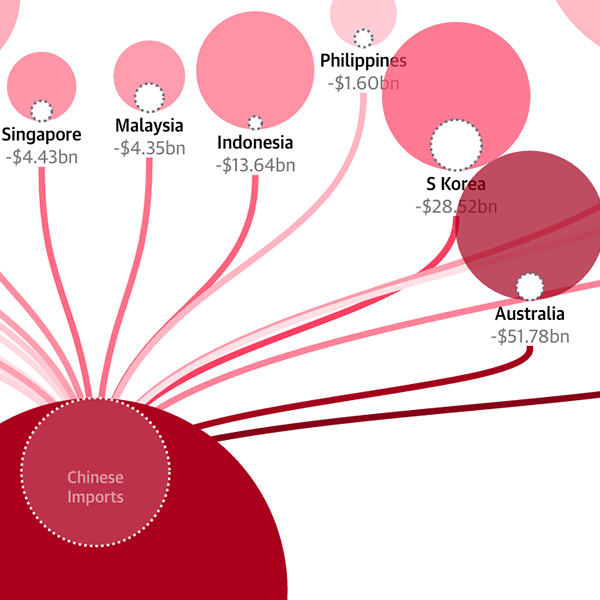 Philippines
-$1.60bn
Singapore
-$4.43bn
Malaysia
-$4.35bn
Indonesia
-$13.64bn
S Korea
-$28.52bn
Australia
-$51.78bn
Chinese
Imports